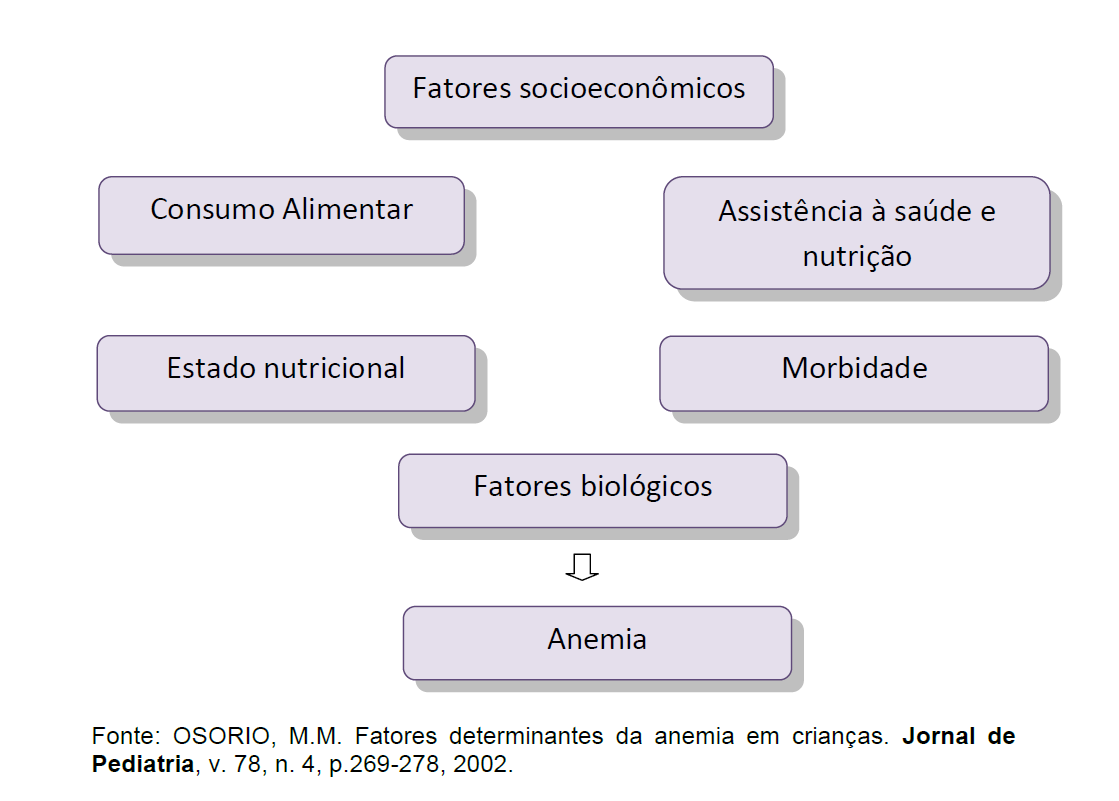 Fatores socioeconômicos
Consumo Alimentar
Assistência à saúde e
nutrição
Estado nutricional
Morbidade
Fatores biológicos
Anemia
Fonte: OSORIO, M.M. Fatores determinantes da anemia em crianças. Jornal de
Pediatria, v. 78, n. 4, p.269-278, 2002.